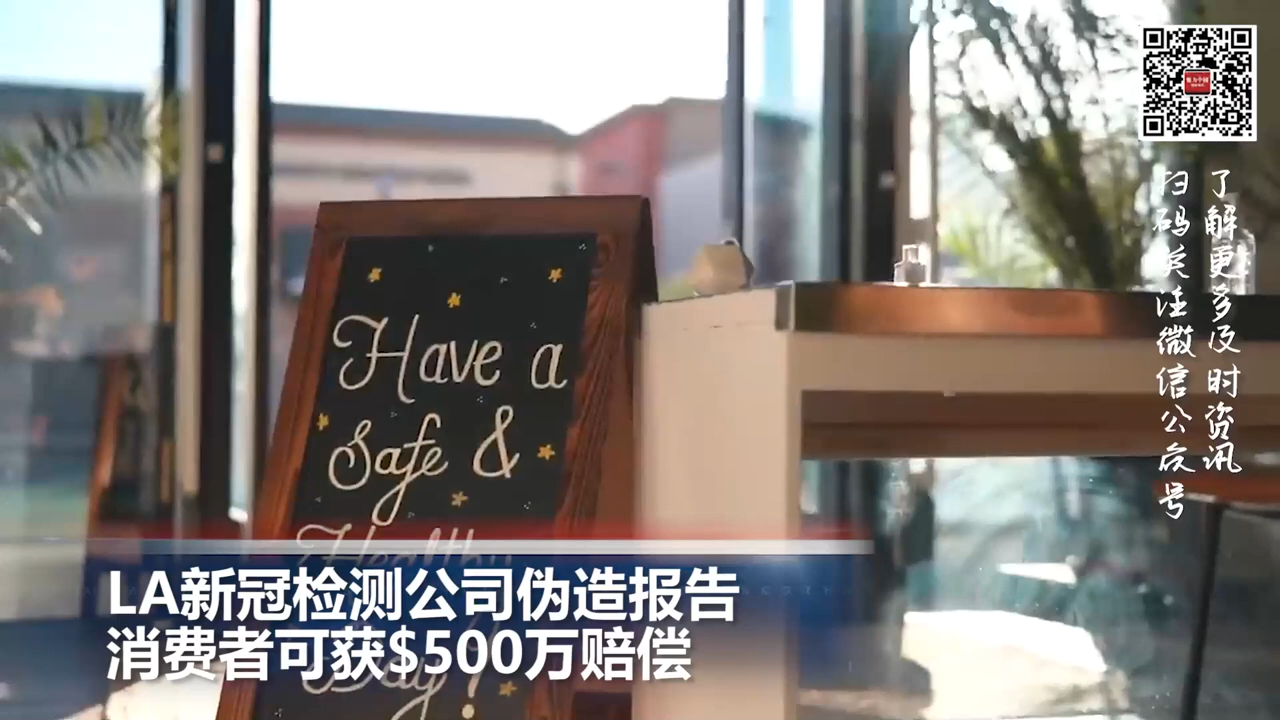 Have a
Safe &
Healthy
Day!
LA新冠检测公司伪造报告
消费者可获$500万赔偿
了解更多及时资讯
扫码关注微信公众号